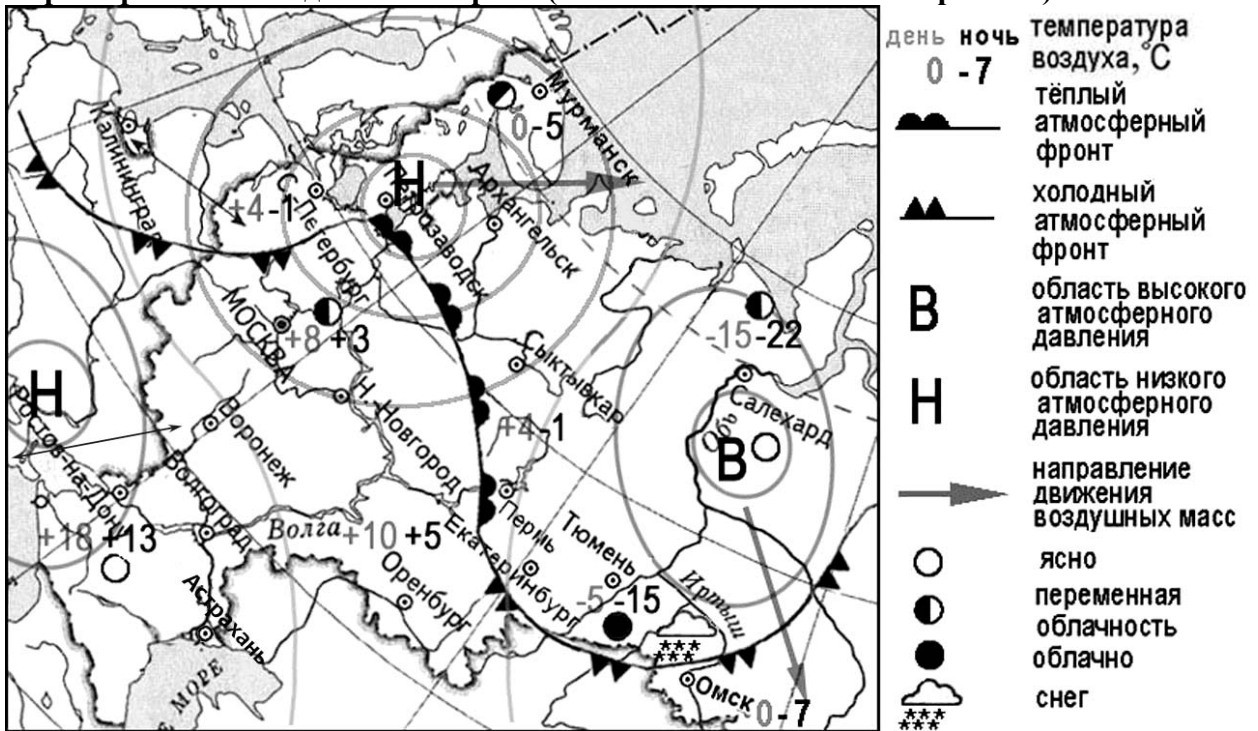 Мурманск
0 -5
Калининград
С.-Петербург
+4 -1
Н
Петрозаводск
Архангельск
МОСКВА
+8 +3
-15 -22
Сыктывкар
Салехард
Обь
В
Н
Ростов-на-Дону
Воронеж
Н. Новгород
+4 -1
Волгоград
Волга
+10 +5
+18 +13
Пермь
Екатеринбург
Тюмень
Иртыш
-5 -15
Оренбург
Астрахань
Е МОРЕ
Омск
0 -7
день ночь температура
0 -7 воздуха, °С
тёплый
атмосферный
фронт
холодный
атмосферный
фронт
В
область высокого
атмосферного
давления
Н
область низкого
атмосферного
давления
направление
движения
воздушных масс
ясно
переменная
облачность
облачно
снег